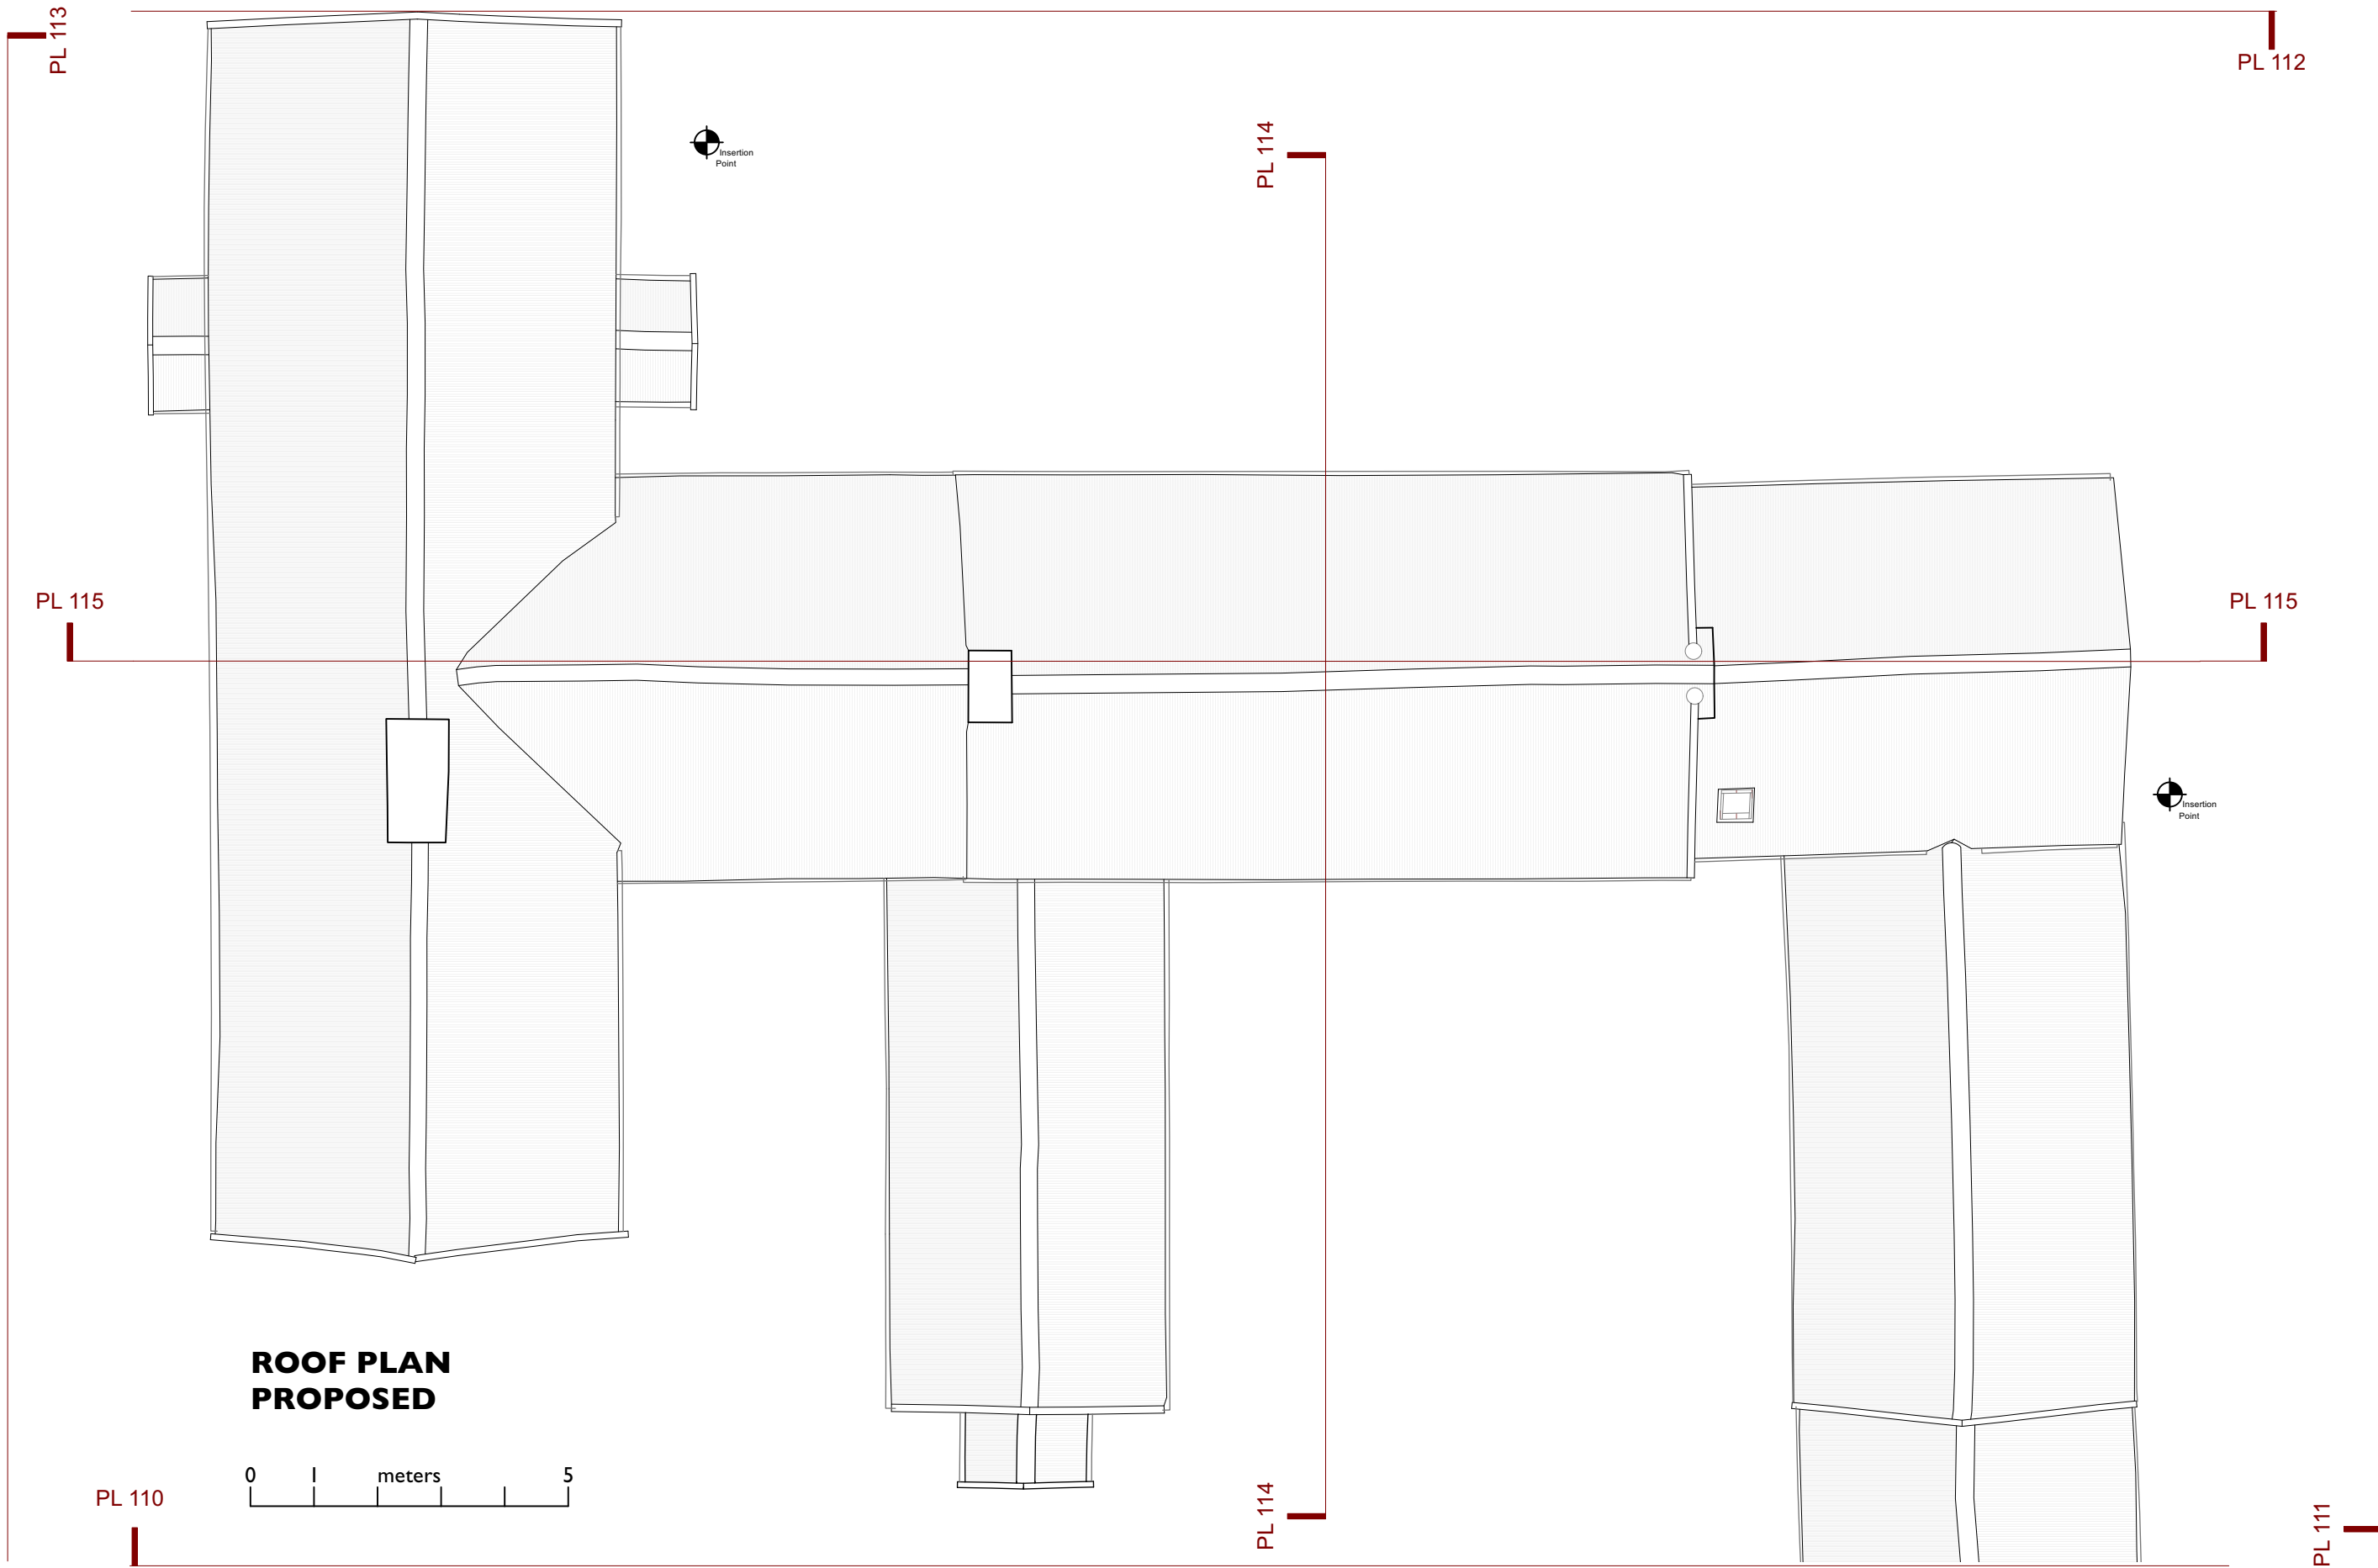 PL 113
PL 112
Insertion
Point
PL 114
PL 115
PL 115
Insertion
Point
ROOF PLAN
PROPOSED
0 1 meters 5
PL 110
PL 114
PL 111